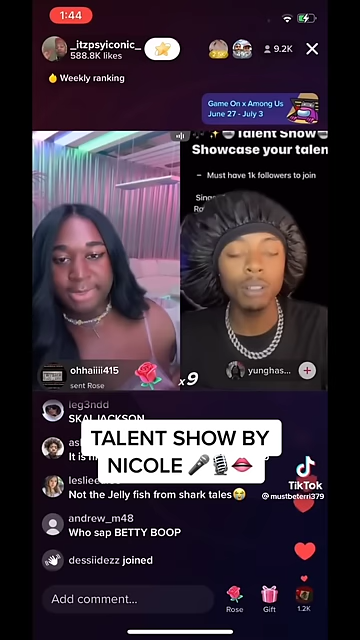 1:44
_itzpsyiconic_
588.8K likes
9.2K
Weekly ranking
Game On x Among Us
June 27 - July 3
Talent Show
Showcase your talen
– Must have 1k followers to join
ohhaiiii415
sent Rose
x9
yunghas...
leg3ndd
SKAI JACKSON
TALENT SHOW BY
NICOLE 🎤🎙️👄
It is
Not the Jelly fish from shark tales😭
TikTok
@mustbeterri379
andrew_m48
Who sap BETTY BOOP
dessiidezz joined
Add comment...
Rose
Gift
1.2K